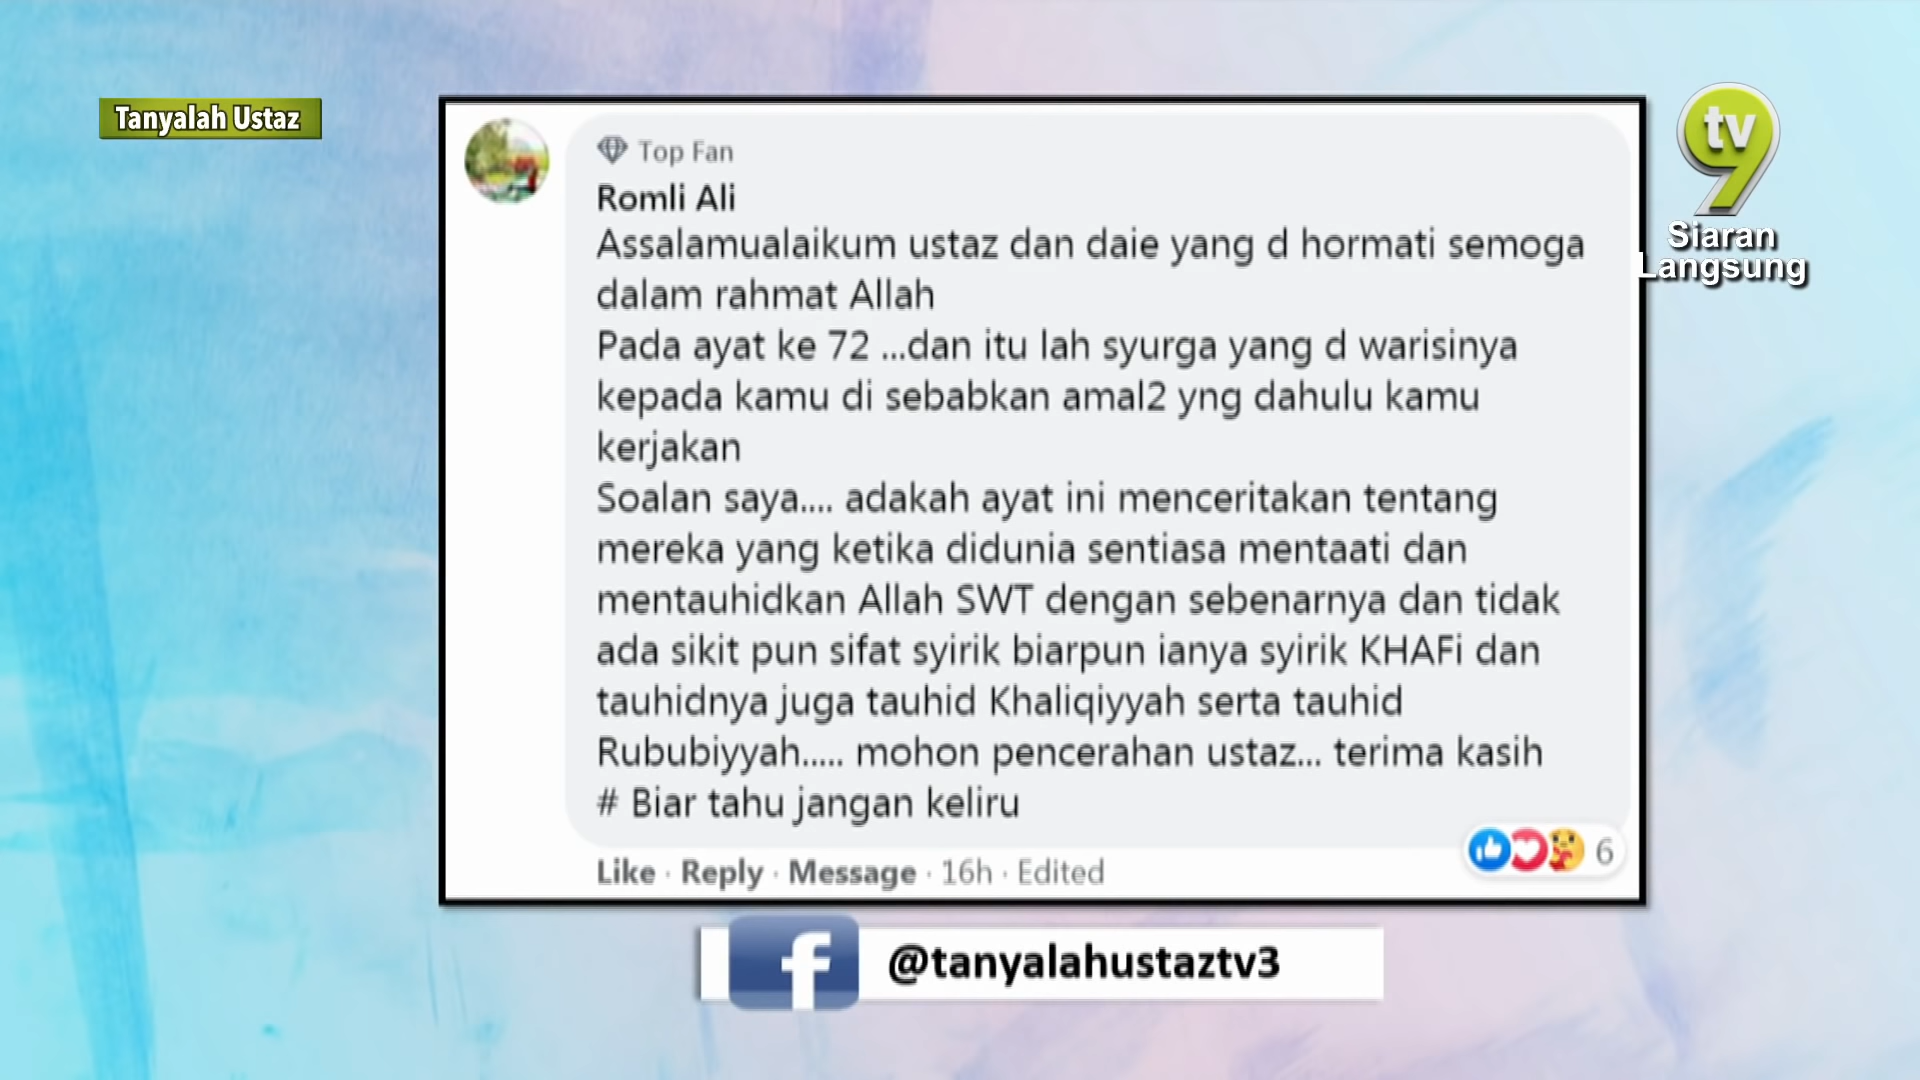 Tanyalah Ustaz
tv9
Siaran
Langsung
Top Fan
Romli Ali
Assalamualaikum ustaz dan daie yang d hormati semoga
dalam rahmat Allah
Pada ayat ke 72 ...dan itu lah syurga yang d warisinya
kepada kamu di sebabkan amal2 yng dahulu kamu
kerjakan
Soalan saya.... adakah ayat ini menceritakan tentang
mereka yang ketika didunia sentiasa mentaati dan
mentauhidkan Allah SWT dengan sebenarnya dan tidak
ada sikit pun sifat syirik biarpun ianya syirik KHAFi dan
tauhidnya juga tauhid Khaliqiyyah serta tauhid
Rububiyyah..... mohon pencerahan ustaz... terima kasih
# Biar tahu jangan keliru
6
Like · Reply · Message · 16h · Edited
f @tanyalahustaztv3